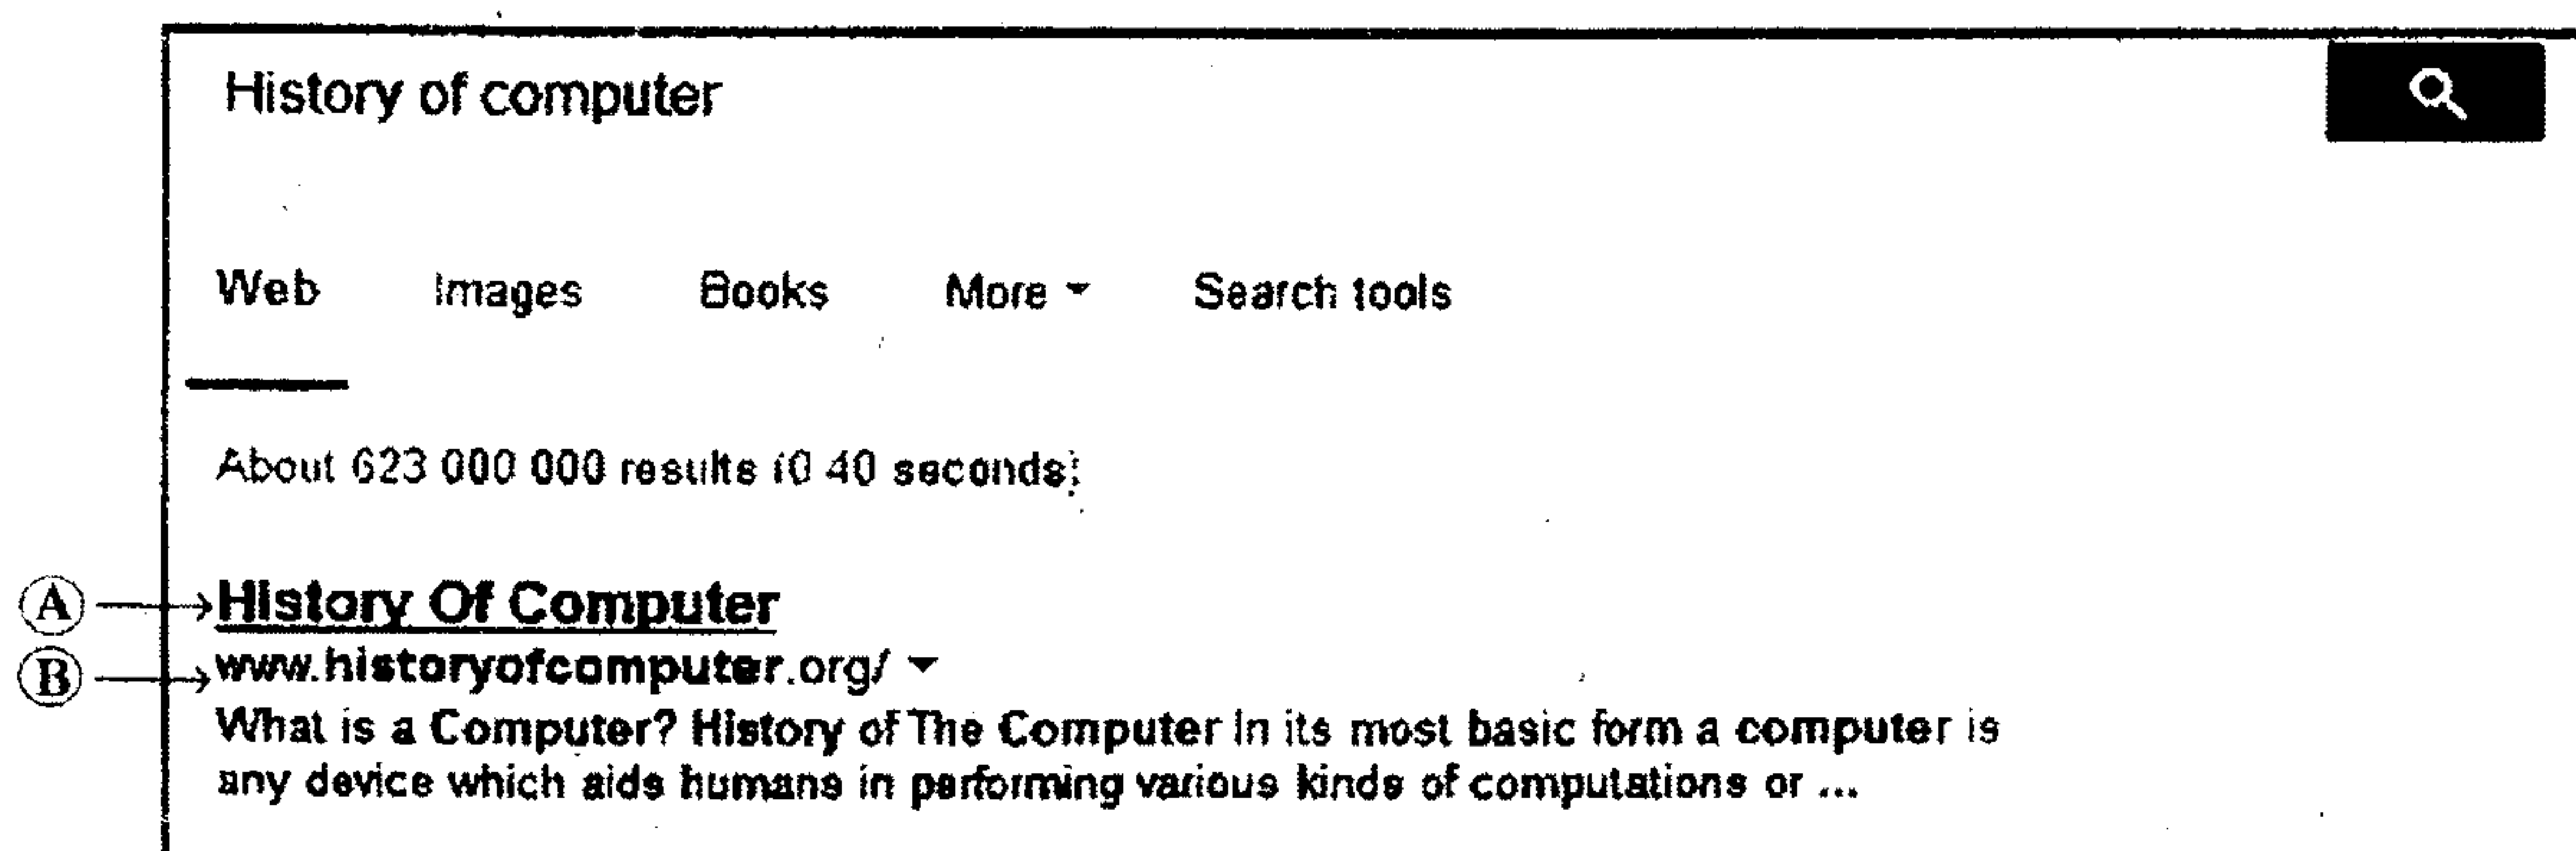 History of computer
Web Images Books More Search tools
About 623 000 000 results (0 40 seconds)
A History Of Computer
B www.historyofcomputer.org/
What is a Computer? History of The Computer In its most basic form a computer is
any device which aids humans in performing various kinds of computations or ...